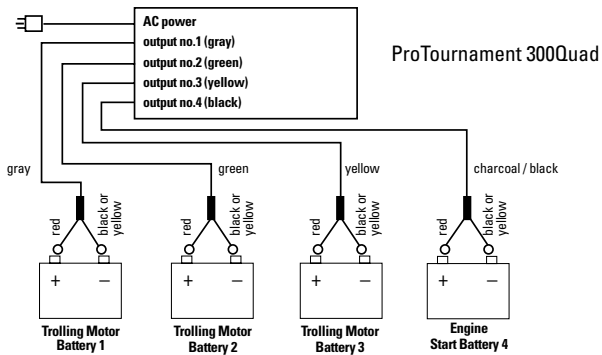 AC power
output no.1 (gray)
output no.2 (green)
output no.3 (yellow)
output no.4 (black)
ProTournament 300Quad
gray
green
yellow
charcoal / black
red
black or
yellow
red
black or
yellow
red
black or
yellow
red
black or
yellow
+ –
+ –
+ –
+ –
Trolling Motor
Battery 1
Trolling Motor
Battery 2
Trolling Motor
Battery 3
Engine
Start Battery 4